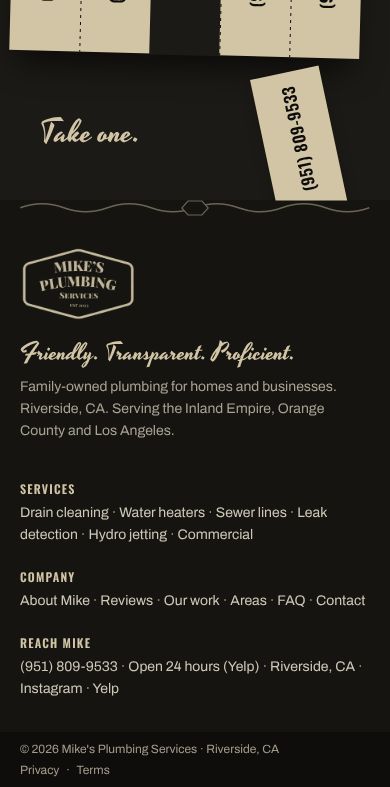 Take one.
(951) 809-9533
MIKE'S
PLUMBING
SERVICES
Friendly. Transparent. Proficient.
Family-owned plumbing for homes and businesses.
Riverside, CA. Serving the Inland Empire, Orange
County and Los Angeles.
SERVICES
Drain cleaning · Water heaters · Sewer lines · Leak
detection · Hydro jetting · Commercial
COMPANY
About Mike · Reviews · Our work · Areas · FAQ · Contact
REACH MIKE
(951) 809-9533 · Open 24 hours (Yelp) · Riverside, CA ·
Instagram · Yelp
© 2026 Mike's Plumbing Services · Riverside, CA
Privacy · Terms